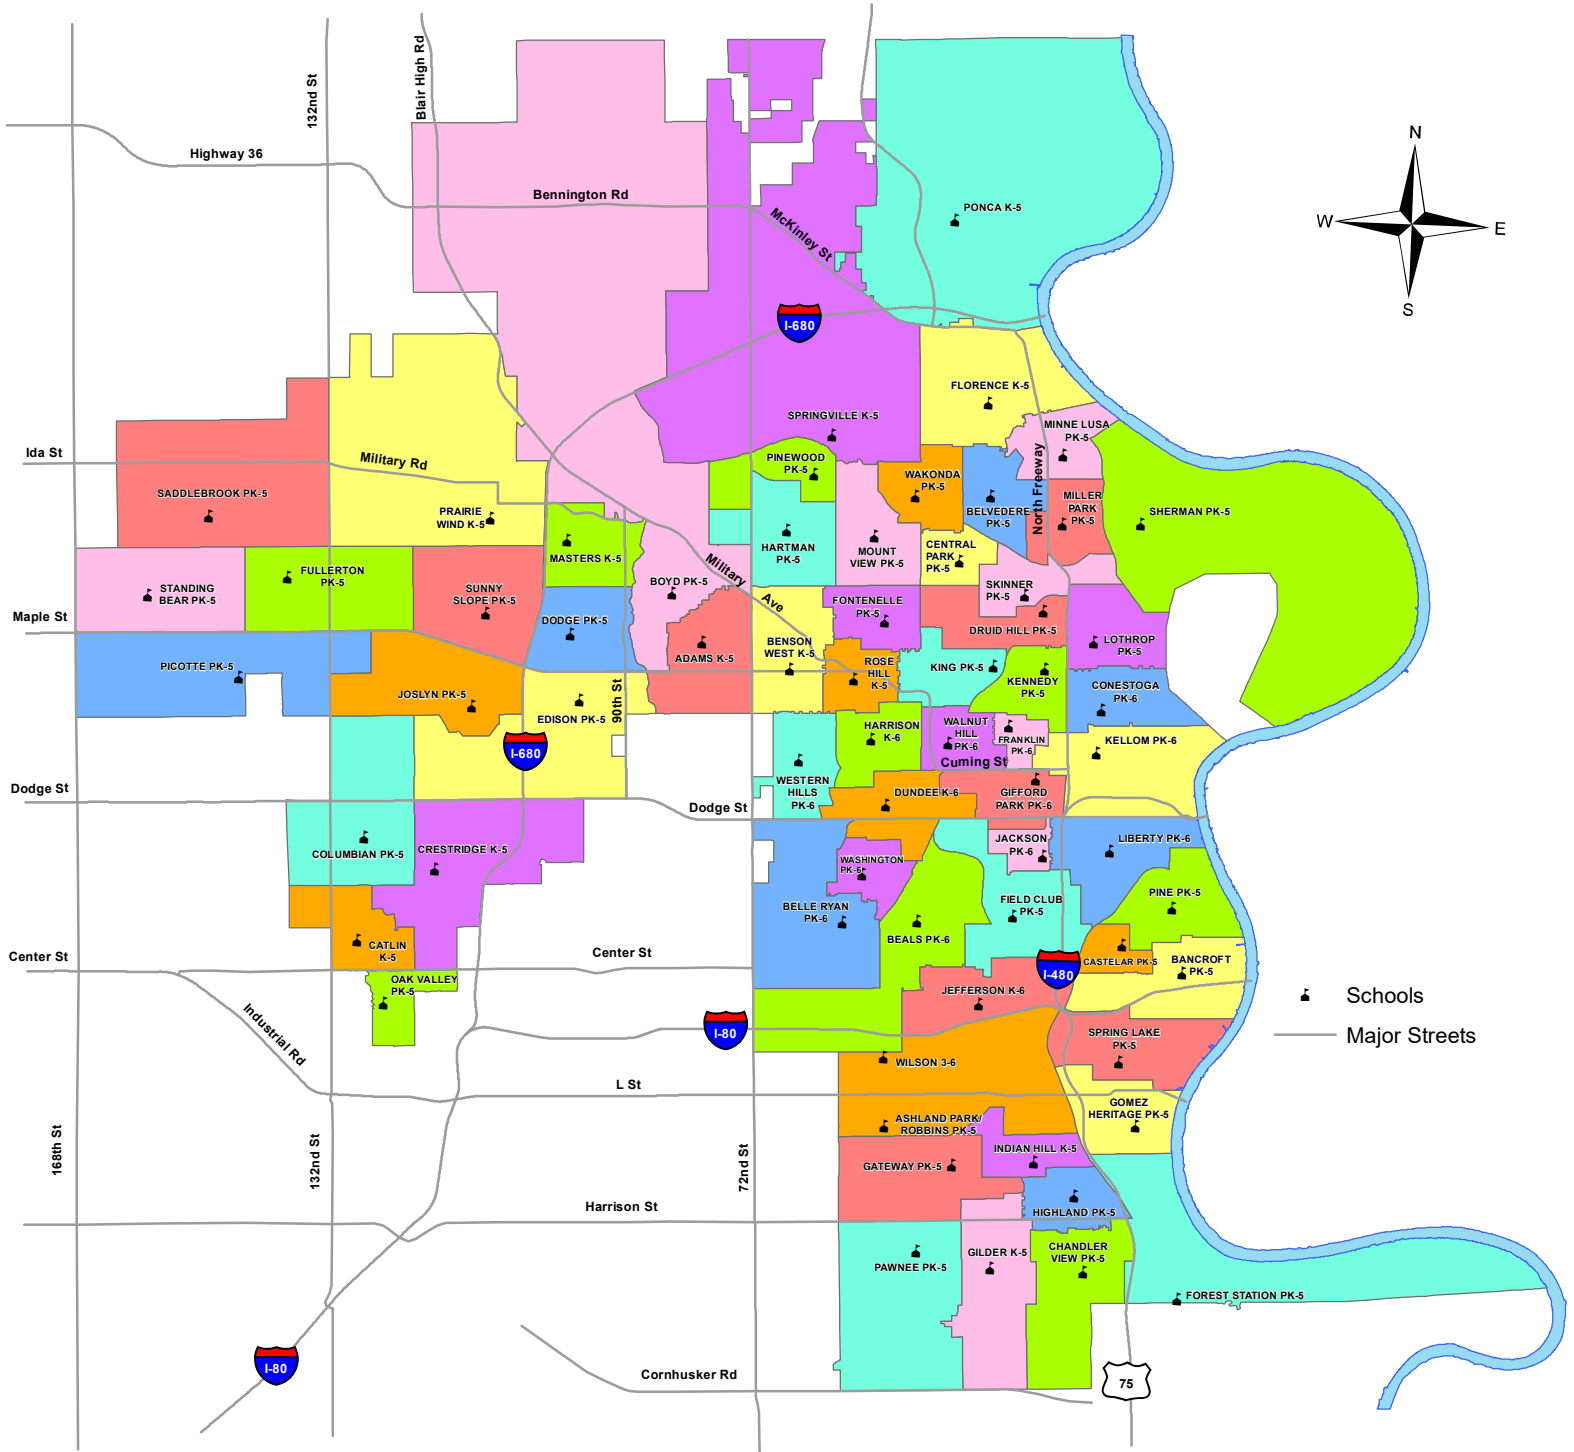 Blair High Rd
132nd St
Highway 36
N
Bennington Rd
PONCA K-5
McKinley St
W
E
S
I-680
FLORENCE K-5
SPRINGVILLE K-5
MINNE LUSA
PK-5
Ida St
Military Rd
PINEWOOD
PK-5
WAKONDA
PK-5
North Freeway
SADDLEBROOK PK-5
MILLER
PARK
PK-5
PRAIRIE
WIND K-5
BELVEDERE
PK-5
SHERMAN PK-5
MASTERS K-5
HARTMAN
PK-5
MOUNT
VIEW PK-5
CENTRAL
PARK
PK-5
STANDING
BEAR PK-5
FULLERTON
PK-5
SUNNY
SLOPE PK-5
BOYD PK-5
Military
Ave
SKINNER
PK-5
FONTENELLE
PK-5
Maple St
DODGE PK-5
DRUID HILL PK-5
LOTHROP
PK-5
BENSON
WEST K-5
ADAMS K-5
PICOTTE PK-5
ROSE
HILL
K-5
KING PK-5
KENNEDY
PK-5
CONESTOGA
PK-6
JOSLYN PK-5
EDISON PK-5
90th St
HARRISON
K-6
WALNUT
HILL
PK-6
FRANKLIN
PK-6
KELLOM PK-6
I-680
Cuming St
WESTERN
HILLS
PK-6
DUNDEE K-6
GIFFORD
PARK PK-6
Dodge St
Dodge St
COLUMBIAN PK-5
CRESTRIDGE K-5
JACKSON
PK-6
LIBERTY PK-6
WASHINGTON
PK-6
PINE PK-5
BELLE RYAN
PK-6
FIELD CLUB
PK-5
BEALS PK-6
CATLIN
K-5
Center St
Center St
CASTELAR PK-5
BANCROFT
PK-5
I-480
OAK VALLEY
PK-5
JEFFERSON K-6
Schools
Industrial Rd
I-80
SPRING LAKE
PK-5
Major Streets
WILSON 3-6
L St
GOMEZ
HERITAGE PK-5
ASHLAND PARK/
ROBBINS PK-5
168th St
132nd St
72nd St
INDIAN HILL K-5
GATEWAY PK-5
Harrison St
HIGHLAND PK-5
PAWNEE PK-5
GILDER K-5
CHANDLER
VIEW PK-5
FOREST STATION PK-5
I-80
Cornhusker Rd
75